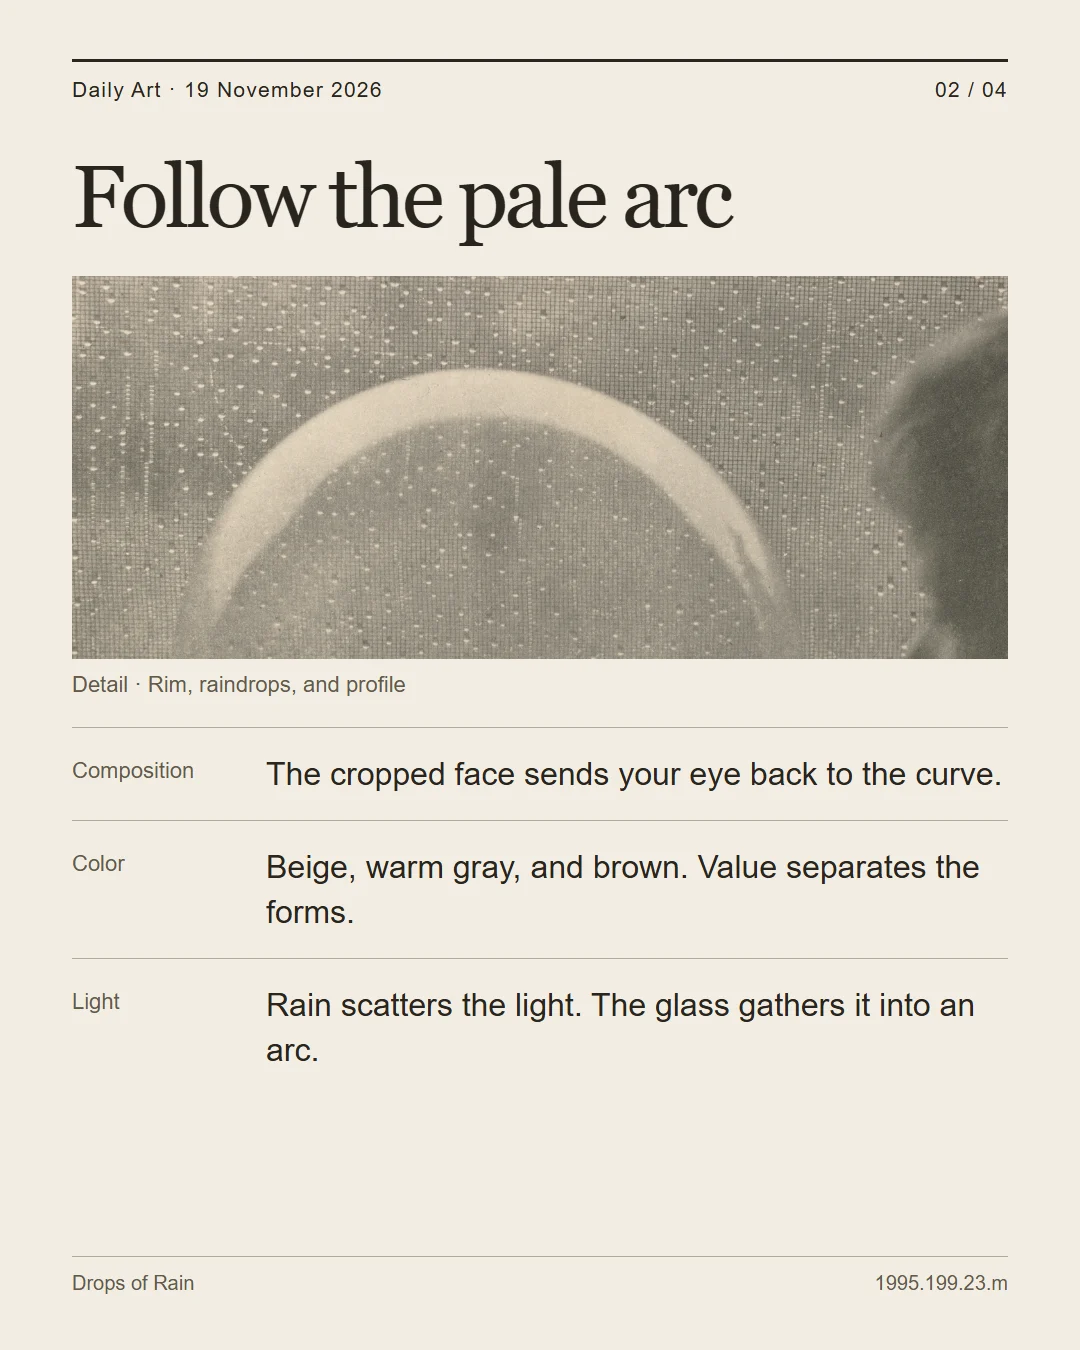 Daily Art · 19 November 2026
02 / 04
Follow the pale arc
Detail · Rim, raindrops, and profile
Composition
The cropped face sends your eye back to the curve.
Color
Beige, warm gray, and brown. Value separates the
forms.
Light
Rain scatters the light. The glass gathers it into an
arc.
Drops of Rain
1995.199.23.m